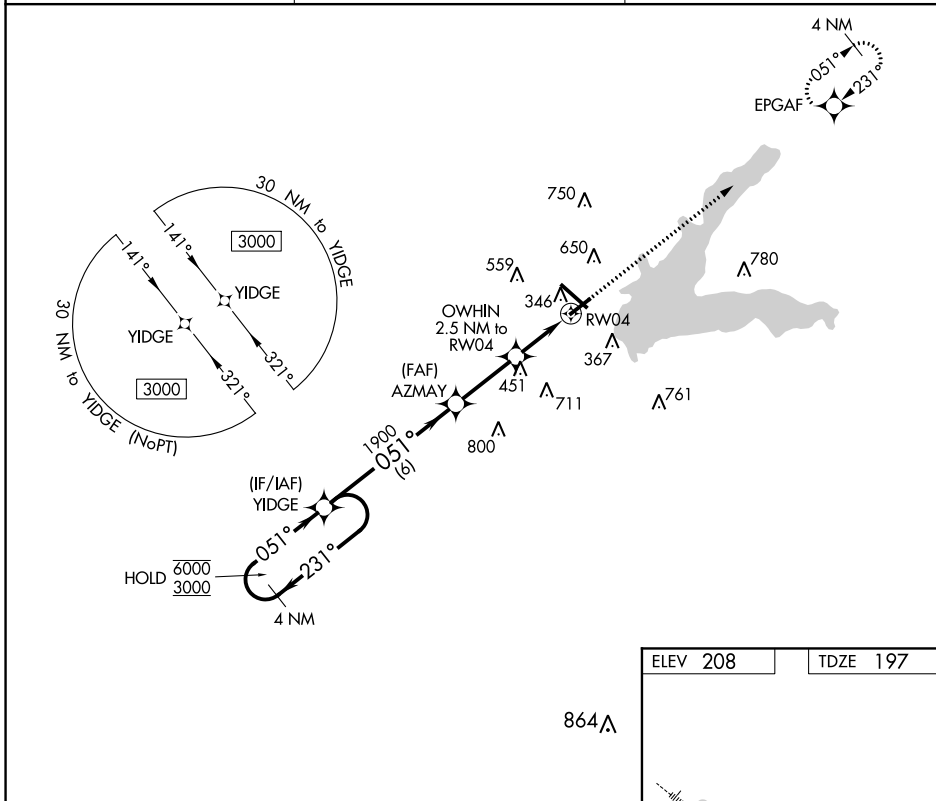 4 NM
051°
231°
EPGAF
30 NM to YIDGE
141°
3000
YIDGE
321°
141°
YIDGE
321°
3000
30 NM to YIDGE (NoPT)
750
650
780
559
346
OWHIN
2.5 NM to
RW04
RW04
367
451
(FAF)
AZMAY
711
761
800
1900
051°
(6)
(IF/IAF)
YIDGE
051°
231°
HOLD
6000
3000
4 NM
864
ELEV 208
TDZE 197